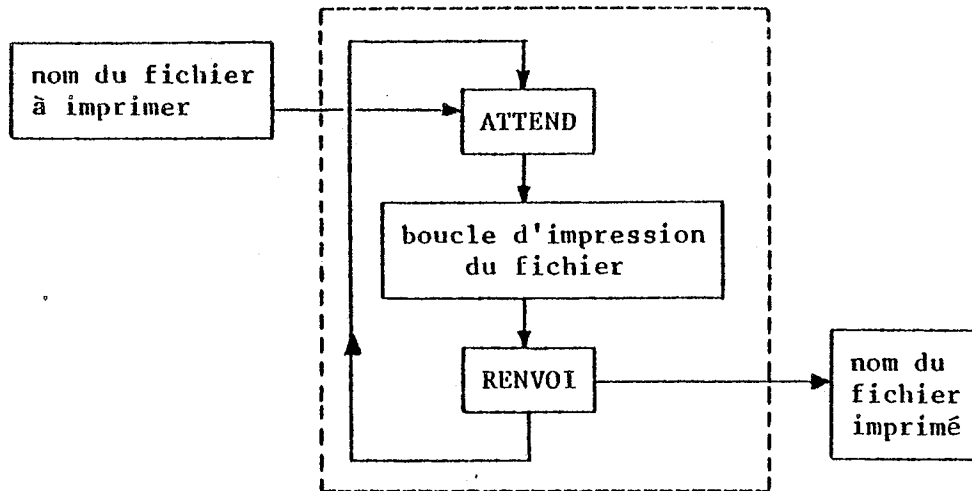 nom du fichier
à imprimer
ATTEND
boucle d'impression
du fichier
RENVOI
nom du
fichier
imprimé